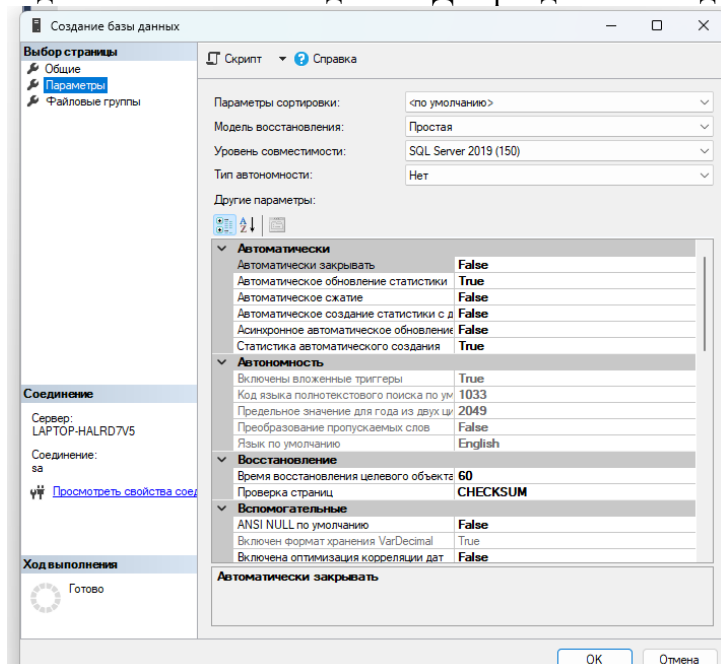 Создание базы данных
Выбор страницы
Общие
Параметры
Файловые группы
Скрипт
Справка
Параметры сортировки: <по умолчанию>
Модель восстановления: Простая
Уровень совместимости: SQL Server 2019 (150)
Тип автономности: Нет
Другие параметры:
Автоматически
Автоматически закрывать False
Автоматическое обновление статистики True
Автоматическое сжатие False
Автоматическое создание статистики с д False
Асинхронное автоматическое обновление False
Статистика автоматического создания True
Автономность
Включены вложенные триггеры True
Код языка полнотекстового поиска по ум 1033
Предельное значение для года из двух ци 2049
Преобразование пропускаемых слов False
Язык по умолчанию English
Восстановление
Время восстановления целевого объекта 60
Проверка страниц CHECKSUM
Вспомогательные
ANSI NULL по умолчанию False
Включен формат хранения VarDecimal True
Включена оптимизация корреляции дат False
Автоматически закрывать
Соединение
Сервер:
LAPTOP-HALRD7V5
Соединение:
sa
Просмотреть свойства соед
Ход выполнения
Готово
OK
Отмена